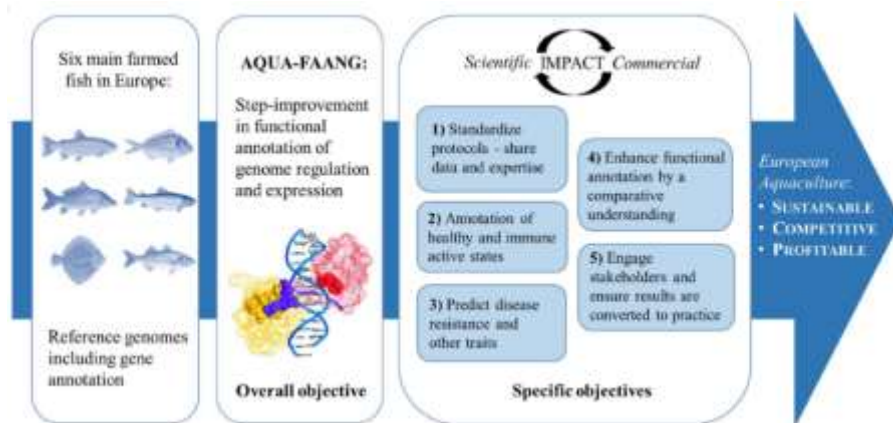 Six main farmed
fish in Europe:
Reference genomes
including gene
annotation
AQUA-FAANG:
Step-improvement
in functional
annotation of
genome regulation
and expression
Overall objective
Scientific IMPACT Commercial
1) Standardize
protocols - share
data and expertise
2) Annotation of
healthy and immune
active states
3) Predict disease
resistance and
other traits
4) Enhance functional
annotation by a
comparative
understanding
5) Engage
stakeholders and
ensure results are
converted to practice
Specific objectives
European
Aquaculture:
• SUSTAINABLE
• COMPETITIVE
• PROFITABLE